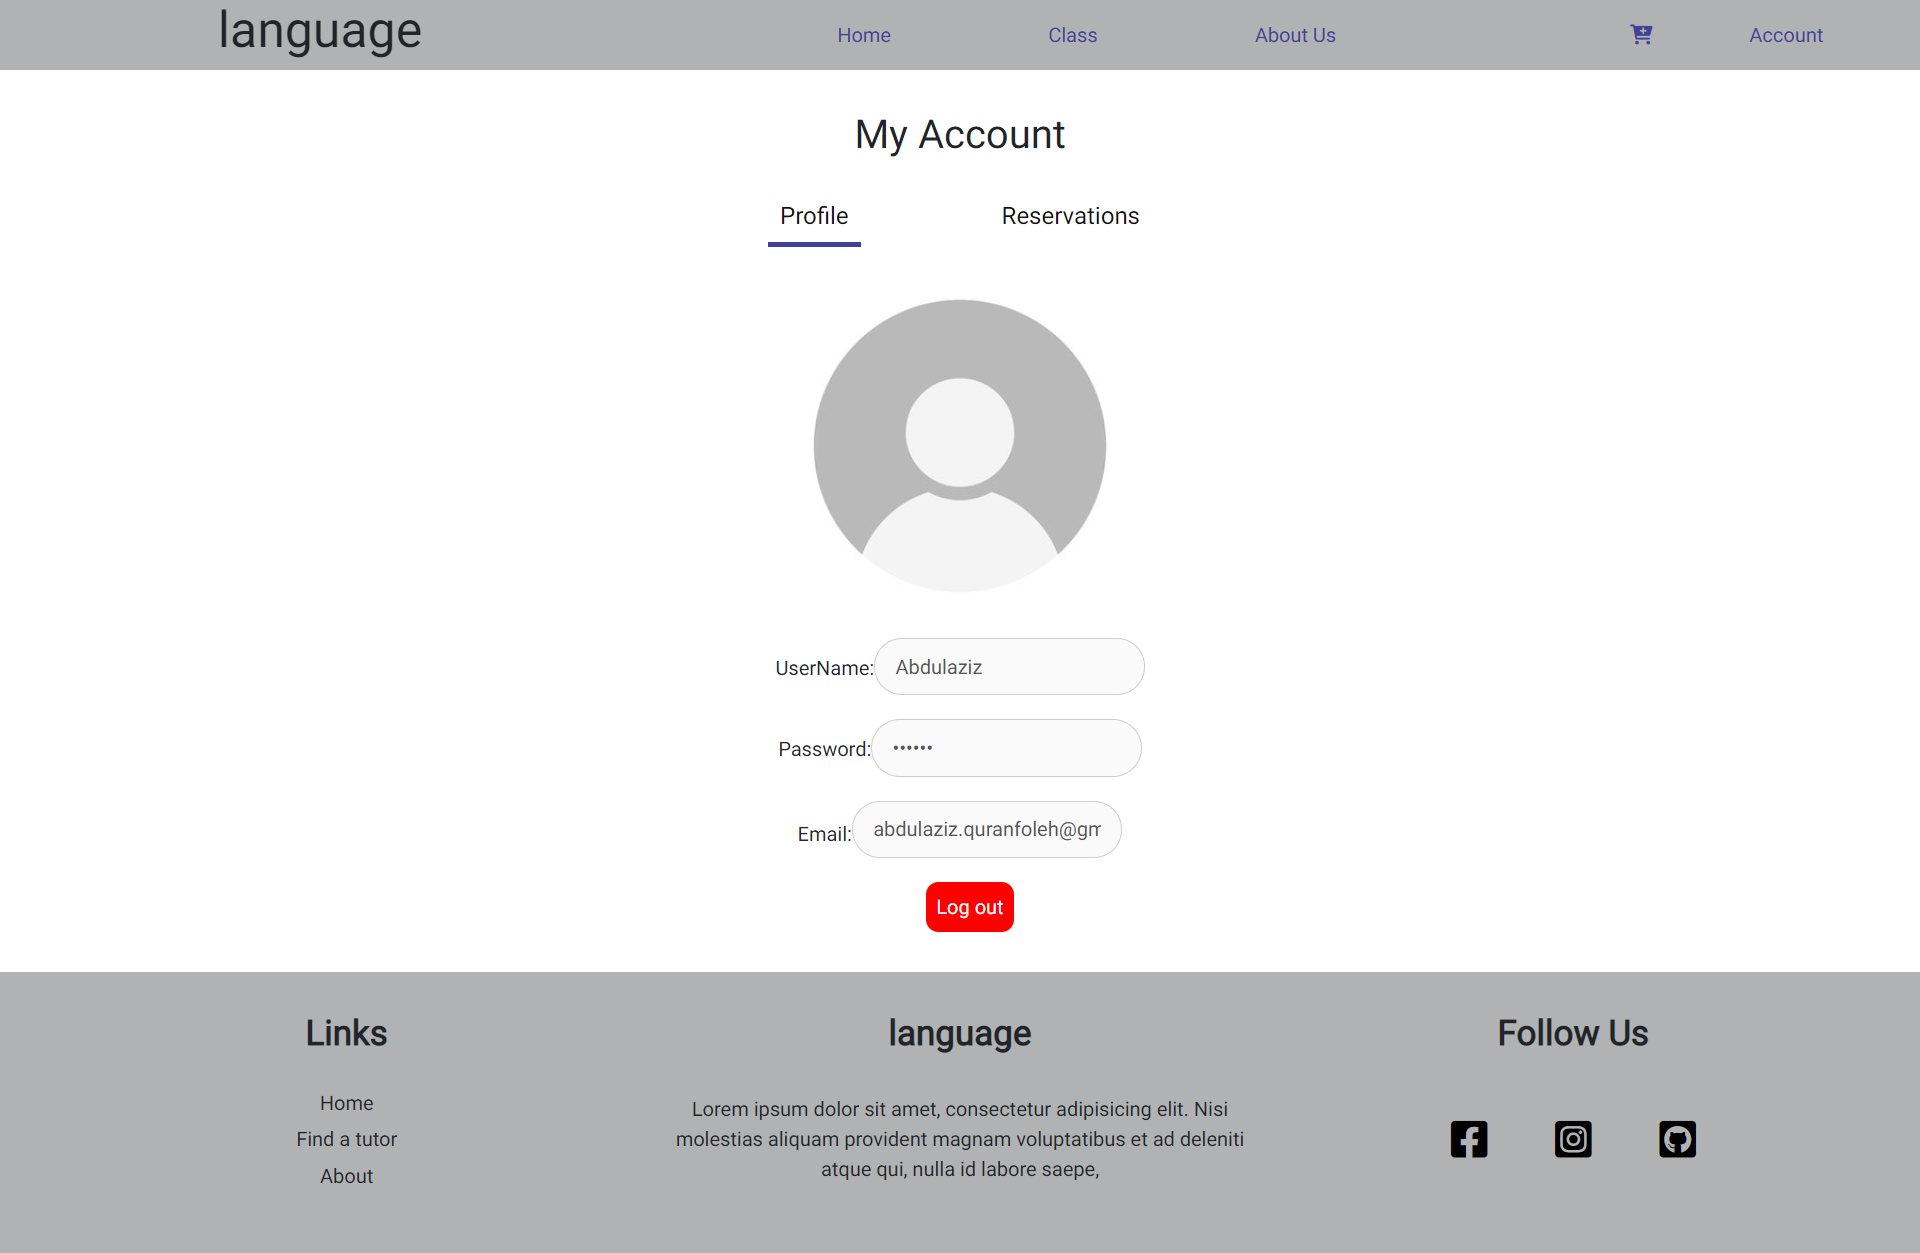 language
Home
Class
About Us
Account
My Account
Profile
Reservations
UserName:
Abdulaziz
Password:
••••••
Email:
abdulaziz.quranfoleh@gm
Log out
Links
Home
Find a tutor
About
language
Lorem ipsum dolor sit amet, consectetur adipisicing elit. Nisi
molestias aliquam provident magnam voluptatibus et ad deleniti
atque qui, nulla id labore saepe,
Follow Us